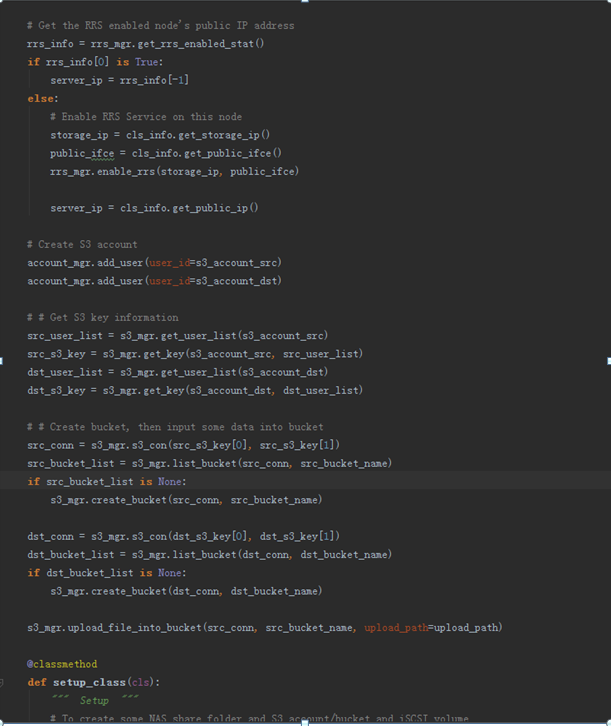 # Get the RRS enabled node's public IP address
rrs_info = rrs_mgr.get_rrs_enabled_stat()
if rrs_info[0] is True:
    server_ip = rrs_info[-1]
else:
    # Enable RRS Service on this node
    storage_ip = cls_info.get_storage_ip()
    public_ifce = cls_info.get_public_ifce()
    rrs_mgr.enable_rrs(storage_ip, public_ifce)
    server_ip = cls_info.get_public_ip()
# Create S3 account
account_mgr.add_user(user_id=s3_account_src)
account_mgr.add_user(user_id=s3_account_dst)
# # Get S3 key information
src_user_list = s3_mgr.get_user_list(s3_account_src)
src_s3_key = s3_mgr.get_key(s3_account_src, src_user_list)
dst_user_list = s3_mgr.get_user_list(s3_account_dst)
dst_s3_key = s3_mgr.get_key(s3_account_dst, dst_user_list)
# # Create bucket, then input some data into bucket
src_conn = s3_mgr.s3_con(src_s3_key[0], src_s3_key[1])
src_bucket_list = s3_mgr.list_bucket(src_conn, src_bucket_name)
if src_bucket_list is None:
    s3_mgr.create_bucket(src_conn, src_bucket_name)
dst_conn = s3_mgr.s3_con(dst_s3_key[0], dst_s3_key[1])
dst_bucket_list = s3_mgr.list_bucket(dst_conn, dst_bucket_name)
if dst_bucket_list is None:
    s3_mgr.create_bucket(dst_conn, dst_bucket_name)
s3_mgr.upload_file_into_bucket(src_conn, src_bucket_name, upload_path=upload_path)
@classmethod
def setup_class(cls):
    """ Setup """
    # To create some NAS share folder and S3 account/bucket and iSCSI volume